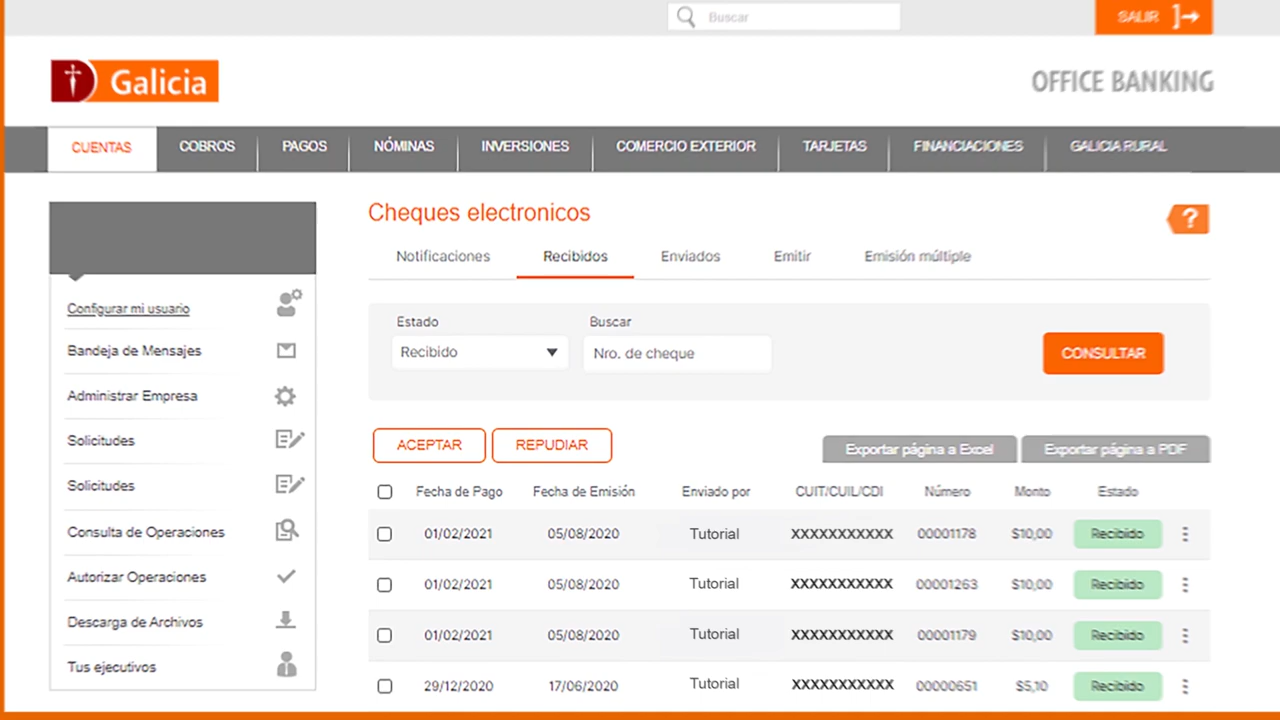 Buscar
SALIR
Galicia
OFFICE BANKING
CUENTAS COBROS PAGOS NÓMINAS INVERSIONES COMERCIO EXTERIOR TARJETAS FINANCIACIONES GALICIA RURAL
Configurar mi usuario
Bandeja de Mensajes
Administrar Empresa
Solicitudes
Solicitudes
Consulta de Operaciones
Autorizar Operaciones
Descarga de Archivos
Tus ejecutivos
Cheques electronicos
?
Notificaciones Recibidos Enviados Emitir Emisión múltiple
Estado Buscar
Recibido Nro. de cheque CONSULTAR
ACEPTAR REPUDIAR Exportar página a Excel Exportar página a PDF
Fecha de Pago Fecha de Emisión Enviado por CUIT/CUIL/CDI Número Monto Estado
01/02/2021 05/08/2020 Tutorial XXXXXXXXXXX 00001178 $10,00 Recibido
01/02/2021 05/08/2020 Tutorial XXXXXXXXXXX 00001263 $10,00 Recibido
01/02/2021 05/08/2020 Tutorial XXXXXXXXXXX 00001179 $10,00 Recibido
29/12/2020 17/06/2020 Tutorial XXXXXXXXXXX 00000651 $5,10 Recibido